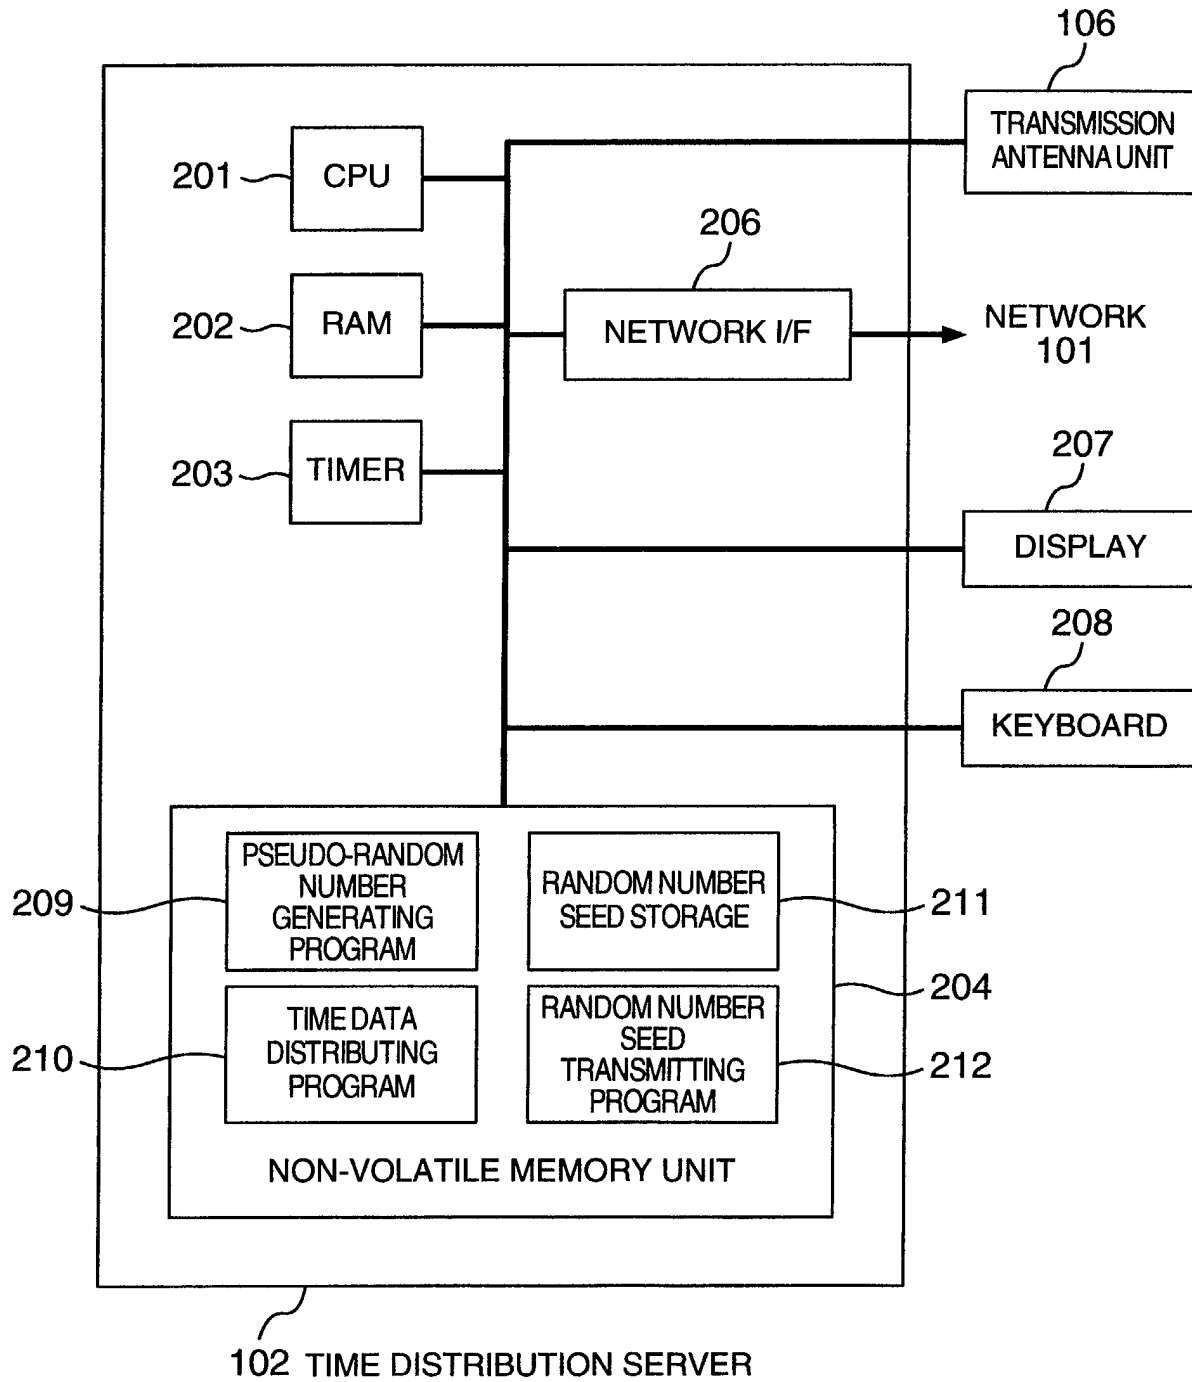 106
TRANSMISSION
ANTENNA UNIT
201
CPU
206
202
RAM
NETWORK I/F
NETWORK
101
203
TIMER
207
DISPLAY
208
KEYBOARD
209
PSEUDO-RANDOM
NUMBER
GENERATING
PROGRAM
RANDOM NUMBER
SEED STORAGE
211
204
210
TIME DATA
DISTRIBUTING
PROGRAM
RANDOM NUMBER
SEED
TRANSMITTING
PROGRAM
212
NON-VOLATILE MEMORY UNIT
102 TIME DISTRIBUTION SERVER